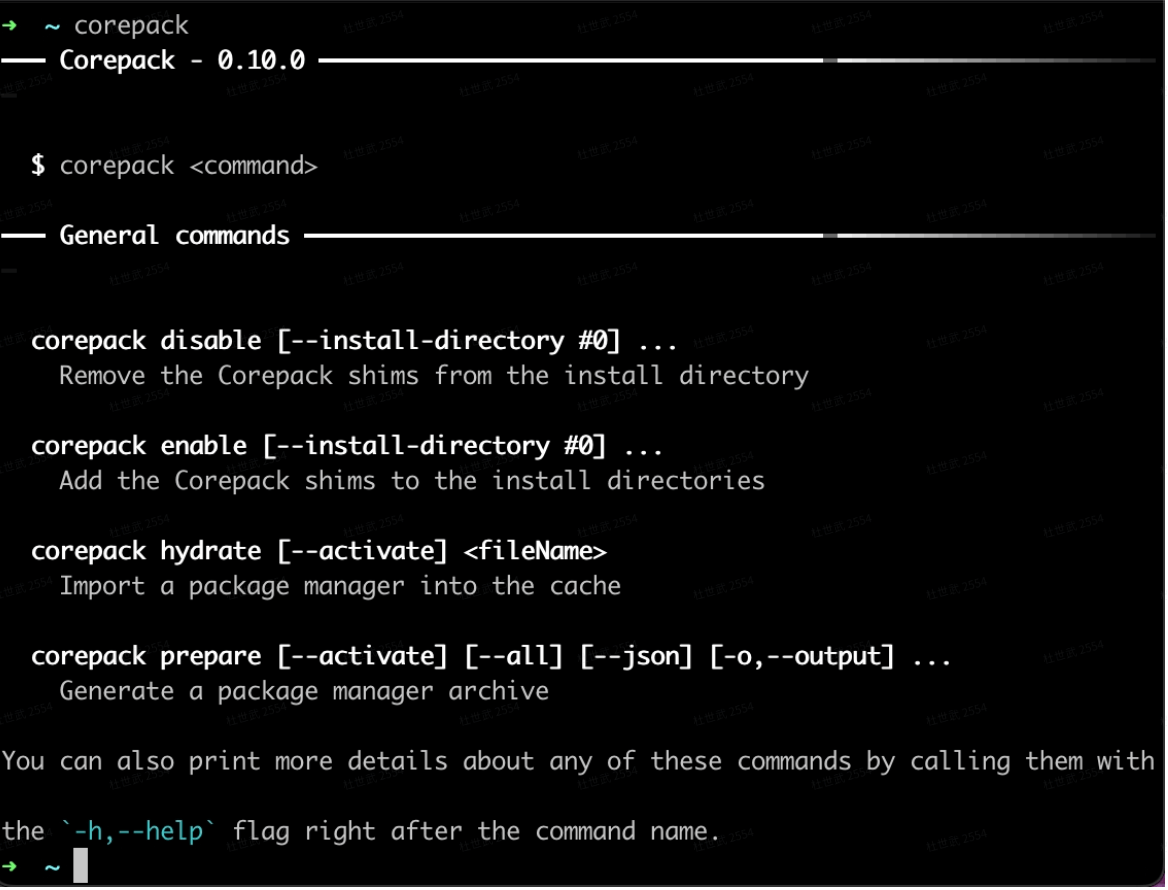 ➜  ~ corepack
Corepack - 0.10.0
$ corepack <command>
General commands
corepack disable [--install-directory #0] ...
Remove the Corepack shims from the install directory
corepack enable [--install-directory #0] ...
Add the Corepack shims to the install directories
corepack hydrate [--activate] <fileName>
Import a package manager into the cache
corepack prepare [--activate] [--all] [--json] [-o,--output] ...
Generate a package manager archive
You can also print more details about any of these commands by calling them with
the `-h,--help` flag right after the command name.
➜  ~
杜世武 2554